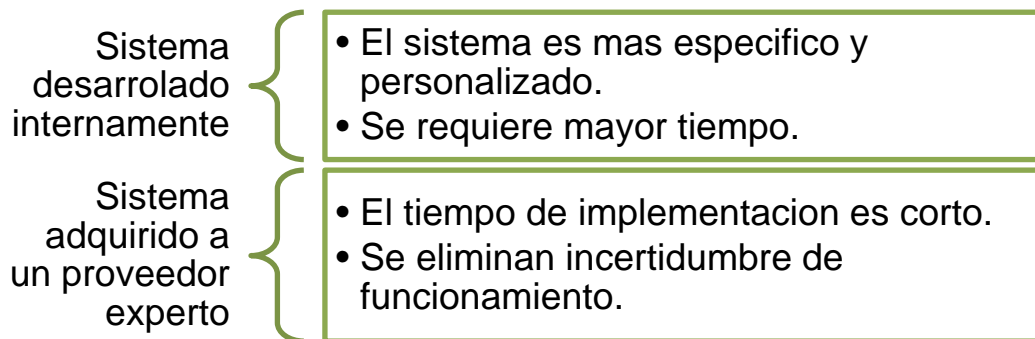 Sistema
desarrolado
internamente
• El sistema es mas especifico y
personalizado.
• Se requiere mayor tiempo.
Sistema
adquirido a
un proveedor
experto
• El tiempo de implementacion es corto.
• Se eliminan incertidumbre de
funcionamiento.